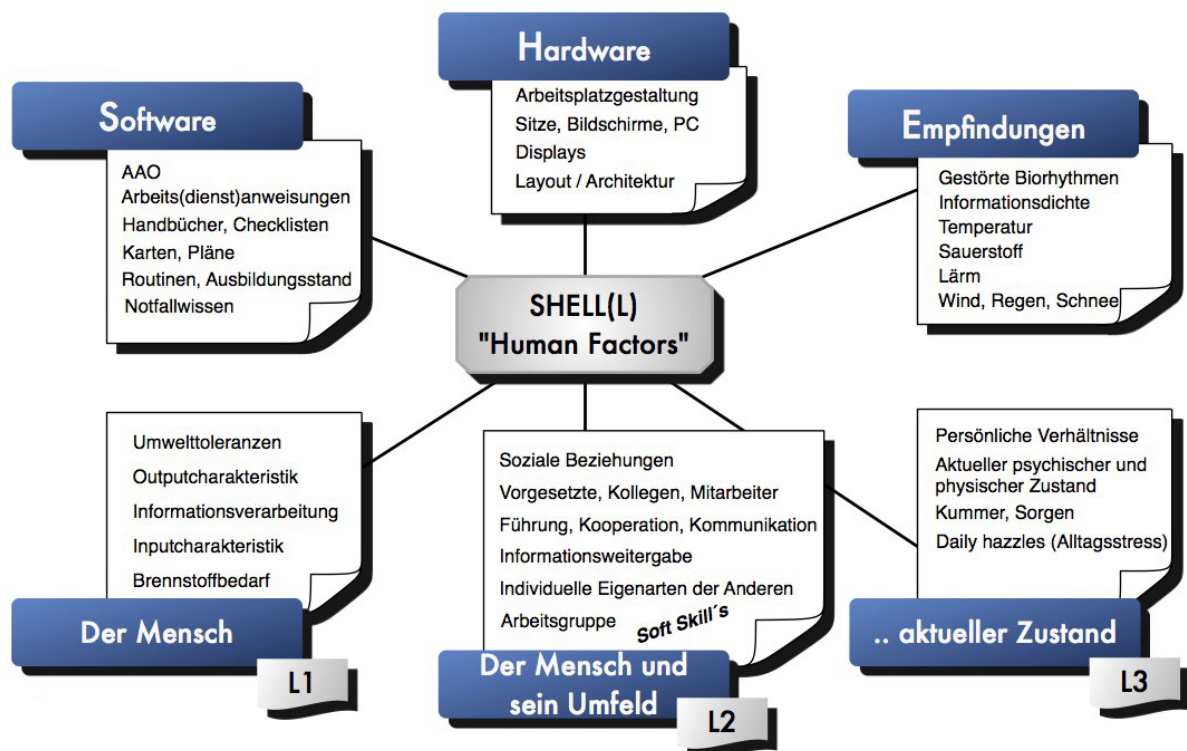 Hardware
Arbeitsplatzgestaltung
Sitze, Bildschirme, PC
Displays
Layout / Architektur
Software
AAO
Arbeits(dienst)anweisungen
Handbücher, Checklisten
Karten, Pläne
Routinen, Ausbildungsstand
Notfallwissen
Empfindungen
Gestörte Biorhythmen
Informationsdichte
Temperatur
Sauerstoff
Lärm
Wind, Regen, Schnee
SHELL(L)
"Human Factors"
Umwelttoleranzen
Outputcharakteristik
Informationsverarbeitung
Inputcharakteristik
Brennstoffbedarf
Der Mensch
L1
Soziale Beziehungen
Vorgesetzte, Kollegen, Mitarbeiter
Führung, Kooperation, Kommunikation
Informationsweitergabe
Individuelle Eigenarten der Anderen
Arbeitsgruppe
Soft Skill´s
Der Mensch und
sein Umfeld
L2
Persönliche Verhältnisse
Aktueller psychischer und
physischer Zustand
Kummer, Sorgen
Daily hazzles (Alltagsstress)
.. aktueller Zustand
L3